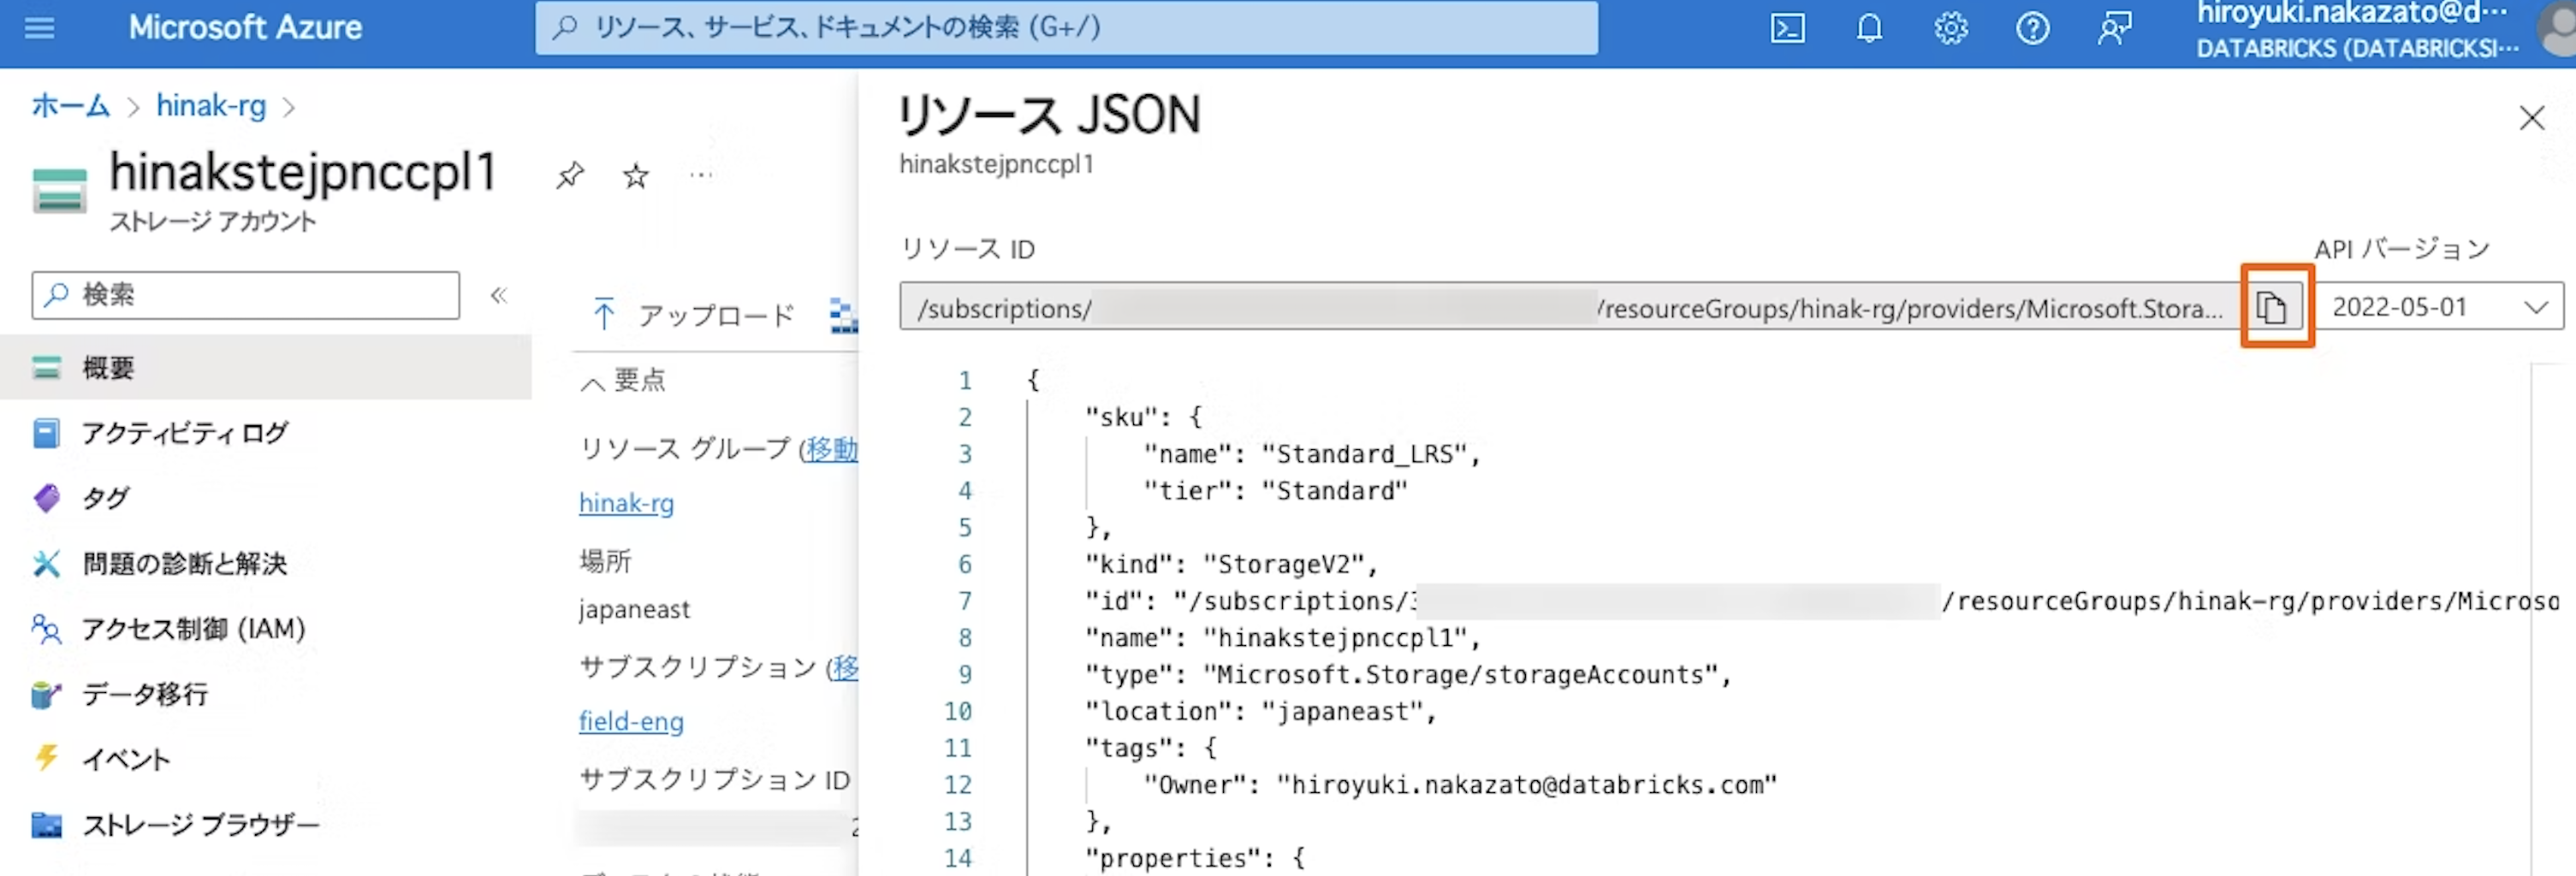 Microsoft Azure
リソース、サービス、ドキュメントの検索 (G+/)
hiroyuki.nakazato@d···
DATABRICKS (DATABRICKSI···
ホーム > hinak-rg >
hinakstejpnccpl1
ストレージ アカウント
検索
概要
アクティビティ ログ
タグ
問題の診断と解決
アクセス制御 (IAM)
データ移行
イベント
ストレージ ブラウザー
アップロード
要点
リソース グループ (移動
hinak-rg
場所
japaneast
サブスクリプション (移
field-eng
サブスクリプション ID
リソース JSON
hinakstejpnccpl1
リソース ID
/subscriptions/ /resourceGroups/hinak-rg/providers/Microsoft.Stora...
API バージョン
2022-05-01
1 {
2 "sku": {
3 "name": "Standard_LRS",
4 "tier": "Standard"
5 },
6 "kind": "StorageV2",
7 "id": "/subscriptions/ /resourceGroups/hinak-rg/providers/Microso
8 "name": "hinakstejpnccpl1",
9 "type": "Microsoft.Storage/storageAccounts",
10 "location": "japaneast",
11 "tags": {
12 "Owner": "hiroyuki.nakazato@databricks.com"
13 },
14 "properties": {